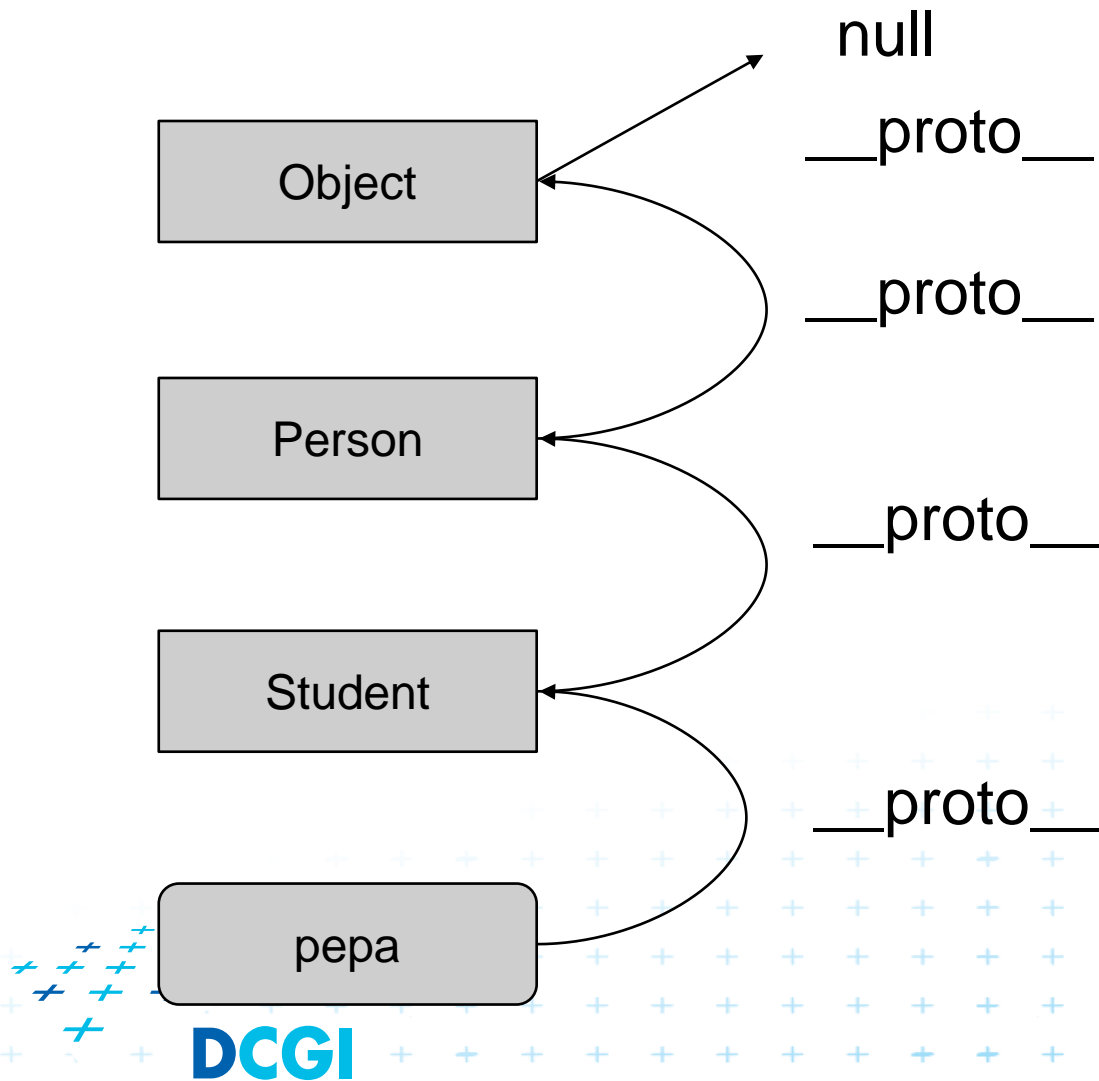 null
__proto__
Object
__proto__
Person
__proto__
Student
__proto__
pepa
DCGI